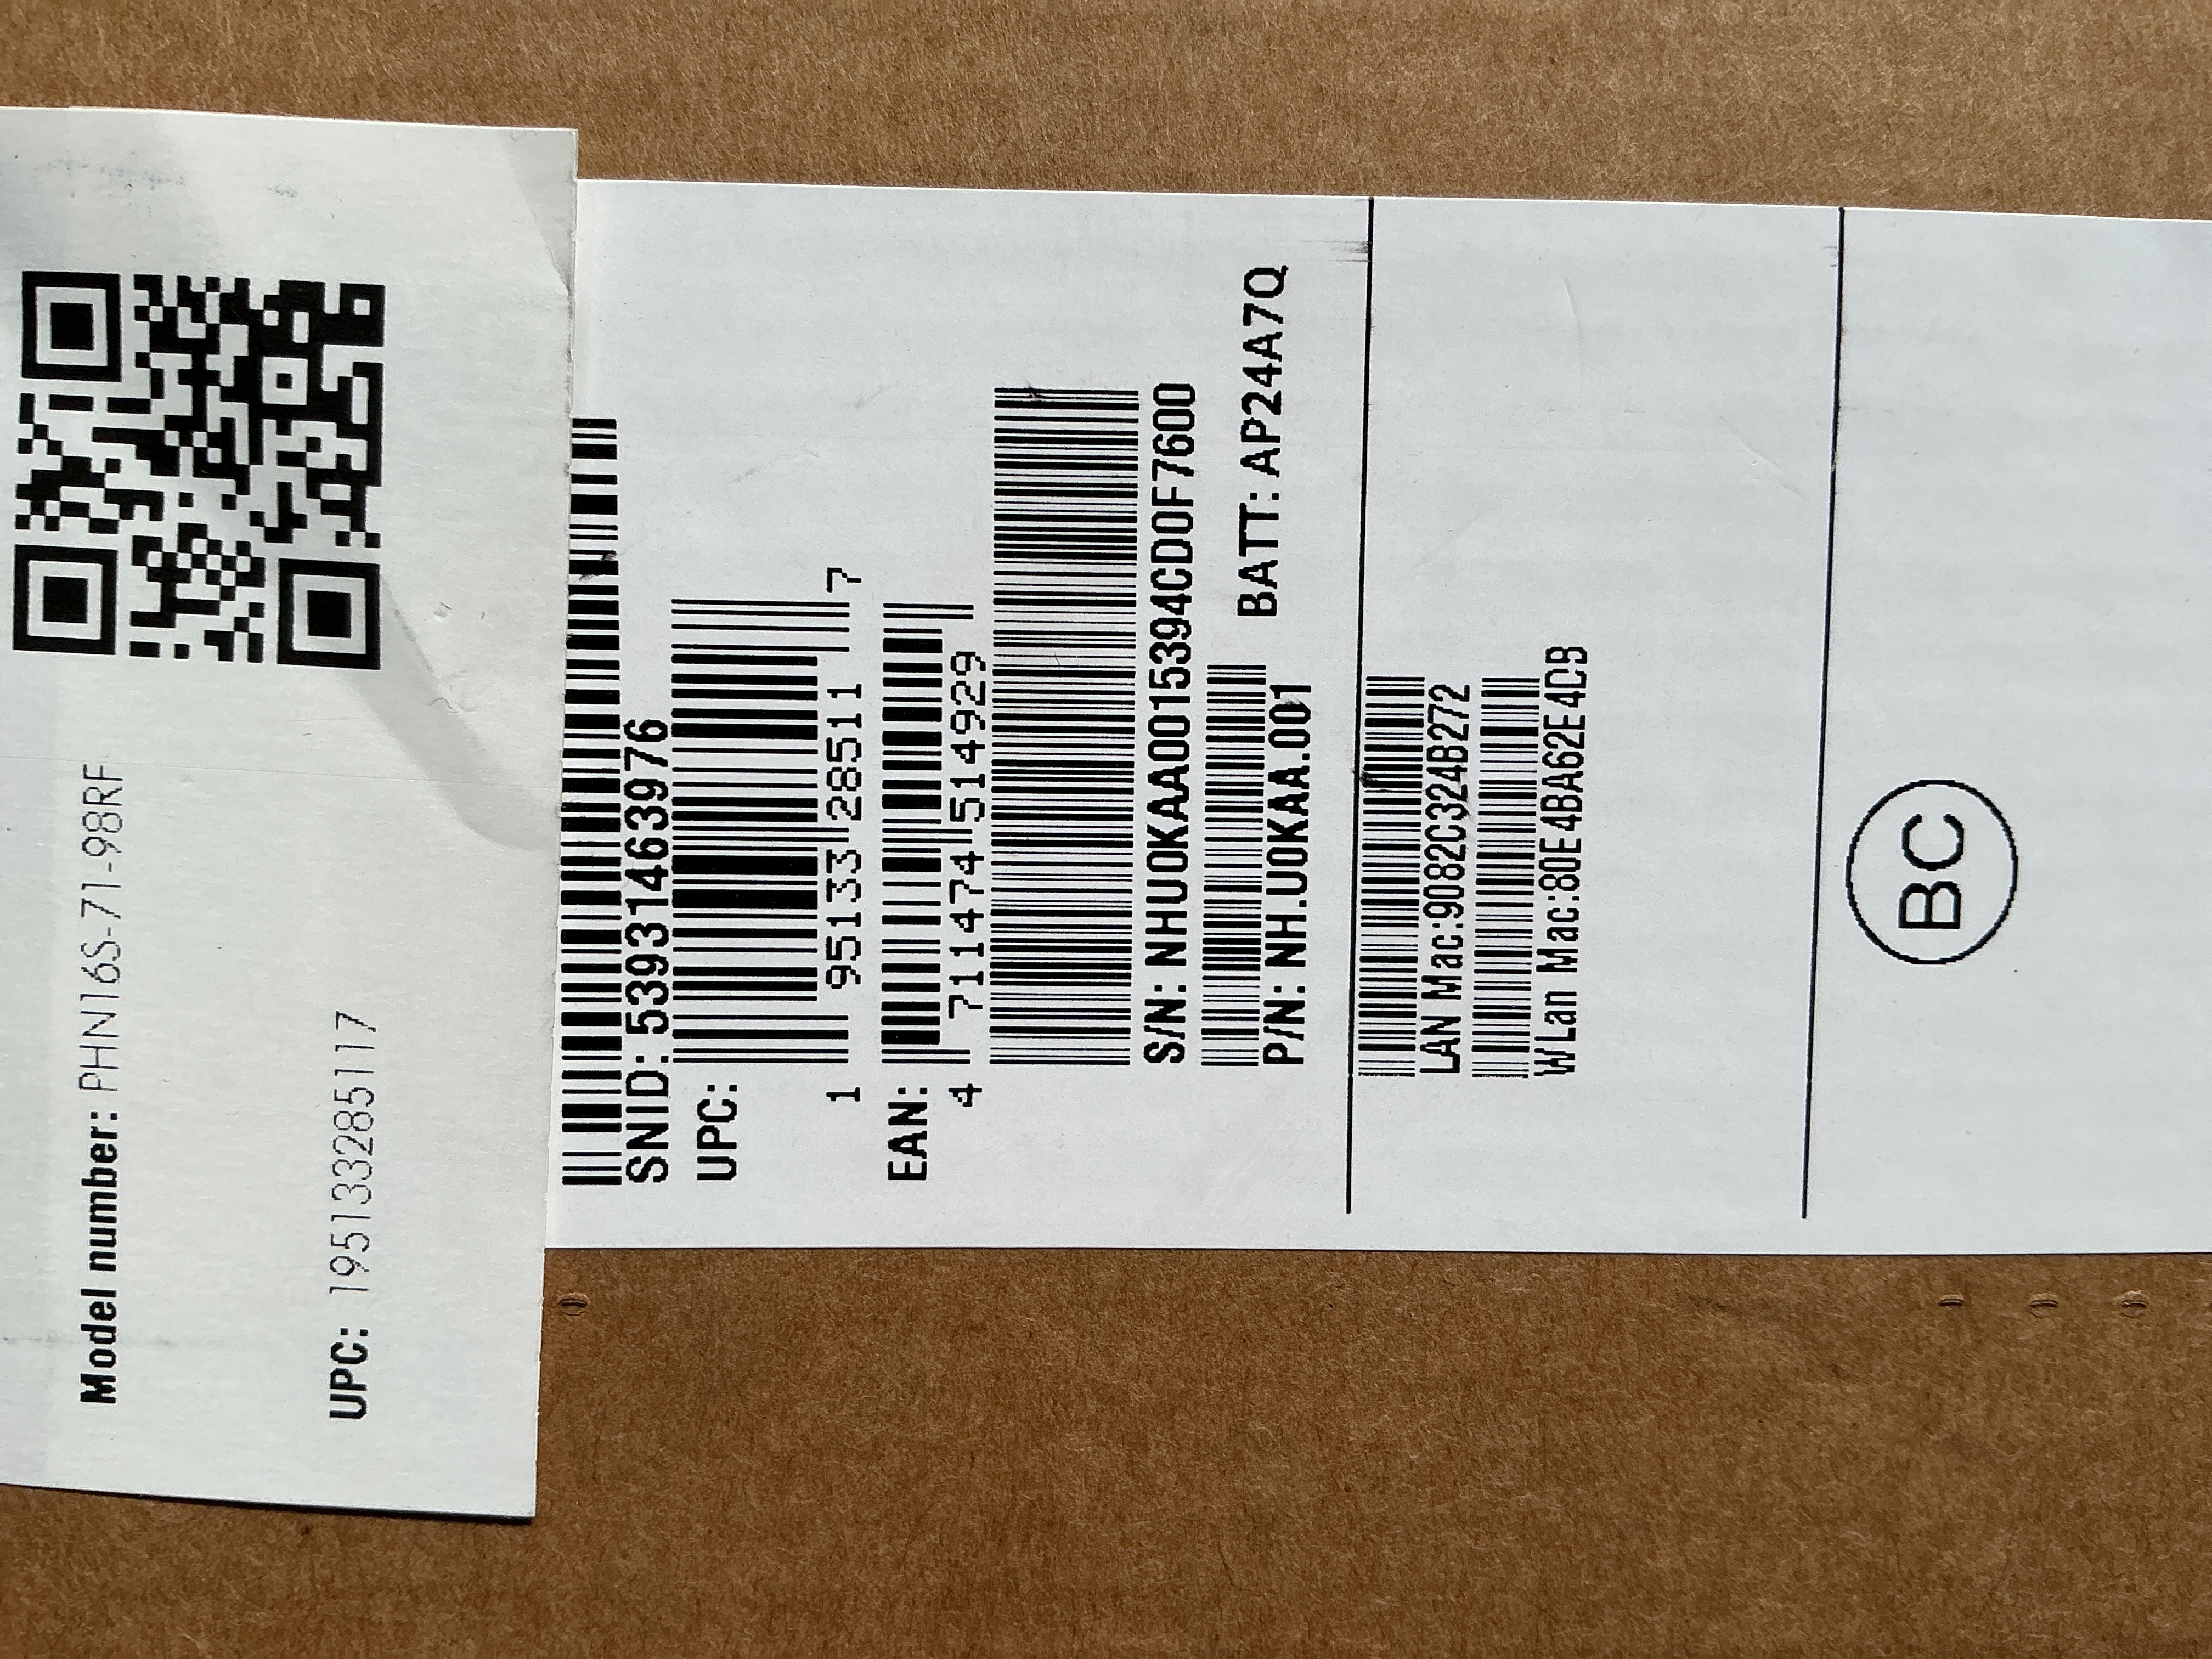 Model number: PHN16S-71-98RF
UPC: 195133285117
SNID: 53931463976
UPC:
1 95133 28511 7
EAN:
4 711474 514929
S/N: NHU0KAA0015394CD0F7600
P/N: NH.U0KAA.001 BATT: AP24A7Q
LAN Mac:9082C324B272
WLan Mac:80E4BA62E4CB
BC